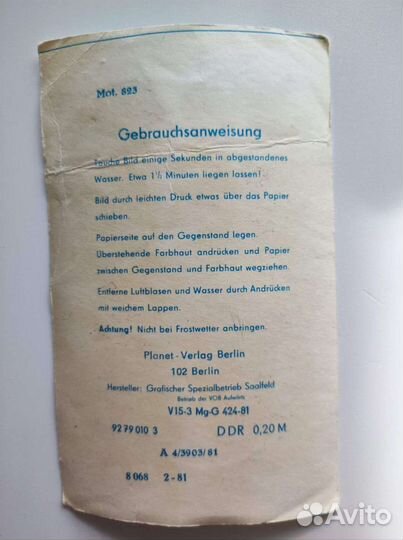 Mot. 823
Gebrauchsanweisung
Tauche Bild einige Sekunden in abgestandenes
Wasser. Etwa 1½ Minuten liegen lassen!
Bild durch leichten Druck etwas über das Papier
schieben.
Papierseite auf den Gegenstand legen.
Überstehende Farbhaut andrücken und Papier
zwischen Gegenstand und Farbhaut wegziehen.
Entferne Luftblasen und Wasser durch Andrücken
mit weichem Lappen.
Achtung! Nicht bei Frostwetter anbringen.
Planet-Verlag Berlin
102 Berlin
Hersteller: Grafischer Spezialbetrieb Saalfeld
Betrieb der VOB Aufwärts
V15-3 Mg-G 424-81
92 79 010 3 DDR 0,20 M
A 4/3903/81
8 068 2-81
Avito